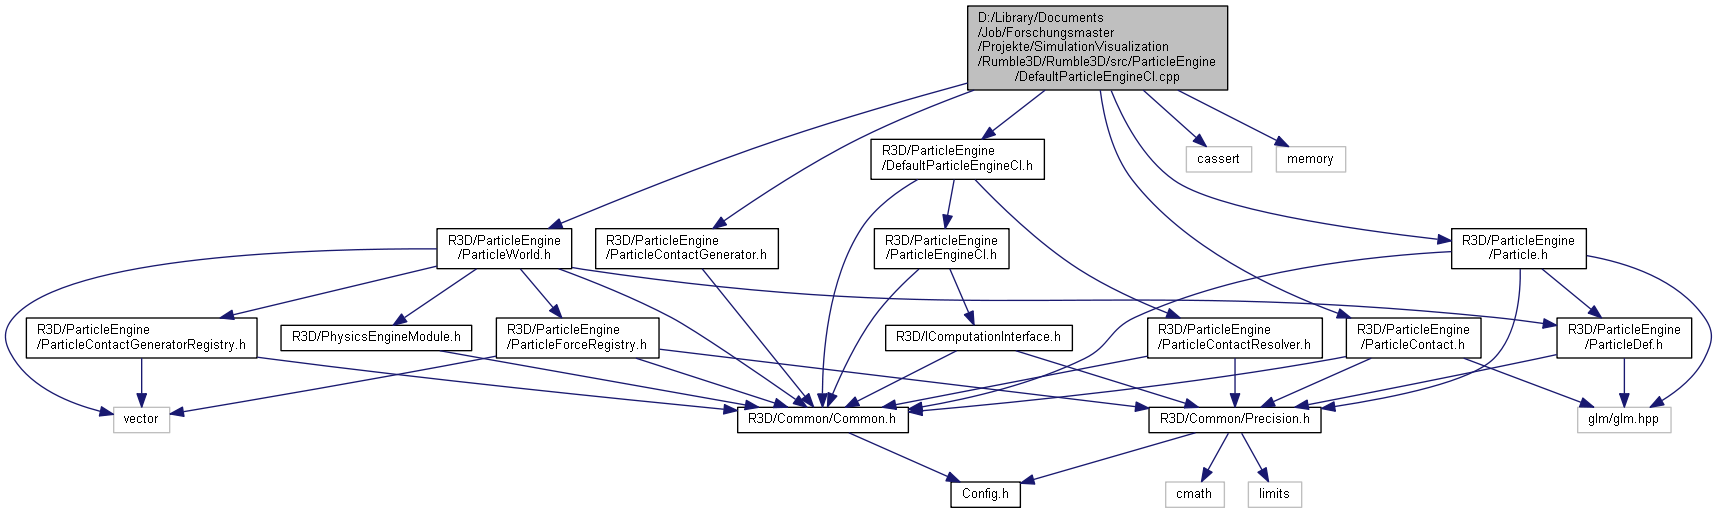 D:/Library/Documents
/Job/Forschungsmaster
/Projekte/SimulationVisualization
/Rumble3D/Rumble3D/src/ParticleEngine
/DefaultParticleEngineCI.cpp
R3D/ParticleEngine
/DefaultParticleEngineCI.h
cassert
memory
R3D/ParticleEngine
/ParticleWorld.h
R3D/ParticleEngine
/ParticleContactGenerator.h
R3D/ParticleEngine
/ParticleEngineCI.h
R3D/ParticleEngine
/Particle.h
R3D/ParticleEngine
/ParticleContactGeneratorRegistry.h
R3D/PhysicsEngineModule.h
R3D/ParticleEngine
/ParticleForceRegistry.h
R3D/IComputationInterface.h
R3D/ParticleEngine
/ParticleContactResolver.h
R3D/ParticleEngine
/ParticleContact.h
R3D/ParticleEngine
/ParticleDef.h
vector
R3D/Common/Common.h
R3D/Common/Precision.h
glm/glm.hpp
Config.h
cmath
limits